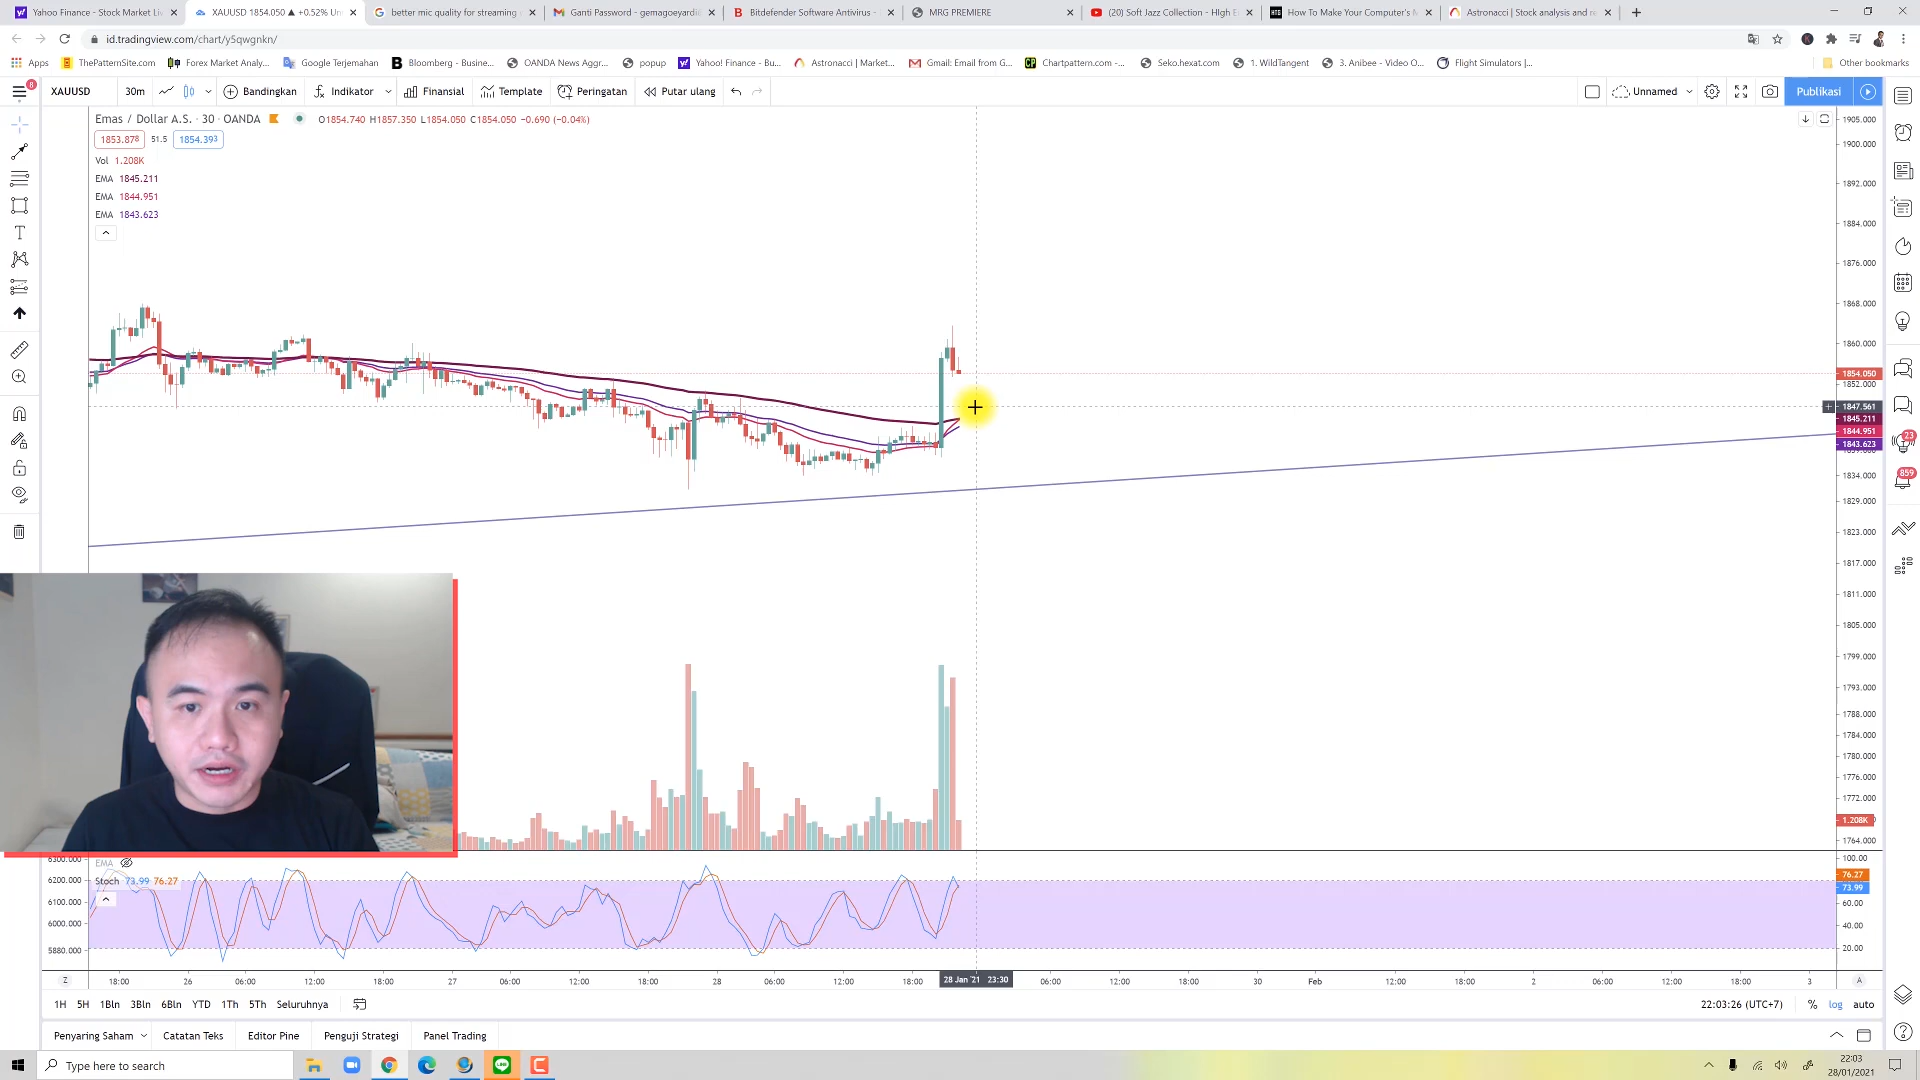 Yahoo Finance - Stock Market Li
XAUUSD 1854.050 ▲ +0.52% Un
better mic quality for streaming
Ganti Password - gemagoeyardi@
Bitdefender Software Antivirus -
MRG PREMIERE
(20) Soft Jazz Collection - High E
How To Make Your Computer's M
Astronacci | Stock analysis and re
id.tradingview.com/chart/y5qwgnkn/
Apps
ThePatternSite.com
Forex Market Analy...
Google Terjemahan
Bloomberg - Busine...
OANDA News Aggr...
popup
Yahoo! Finance - Bu...
Astronacci | Market...
Gmail: Email from G...
Chartpattern.com -...
Seko.hexat.com
1. WildTangent
3. Anibee - Video O...
Flight Simulators |...
Other bookmarks
8
XAUUSD
30m
Bandingkan
Indikator
Finansial
Template
Peringatan
Putar ulang
Unnamed
Publikasi
Emas / Dollar A.S. · 30 · OANDA
O1854.740 H1857.350 L1854.050 C1854.050 −0.690 (−0.04%)
1853.878
51.5
1854.393
Vol 1.208K
EMA 1845.211
EMA 1844.951
EMA 1843.623
1905.000
1900.000
1892.000
1884.000
1876.000
1868.000
1860.000
1854.050
1852.000
1847.561
1845.211
1844.951
1843.623
1834.000
1829.000
1823.000
1817.000
1811.000
1805.000
1799.000
1793.000
1788.000
1784.000
1780.000
1776.000
1772.000
1.208K
1764.000
23
859
EMA
Stoch 73.99 76.27
6300.000
6200.000
6100.000
6000.000
5880.000
100.00
76.27
73.99
60.00
40.00
20.00
Z
18:00
26
06:00
12:00
18:00
27
06:00
12:00
18:00
28
06:00
12:00
18:00
28 Jan '21 23:30
06:00
12:00
18:00
30
Feb
12:00
18:00
2
06:00
12:00
18:00
3
A
1H
5H
1Bln
3Bln
6Bln
YTD
1Th
5Th
Seluruhnya
22:03:26 (UTC+7)
%
log
auto
Penyaring Saham
Catatan Teks
Editor Pine
Penguji Strategi
Panel Trading
Type here to search
22:03
28/01/2021